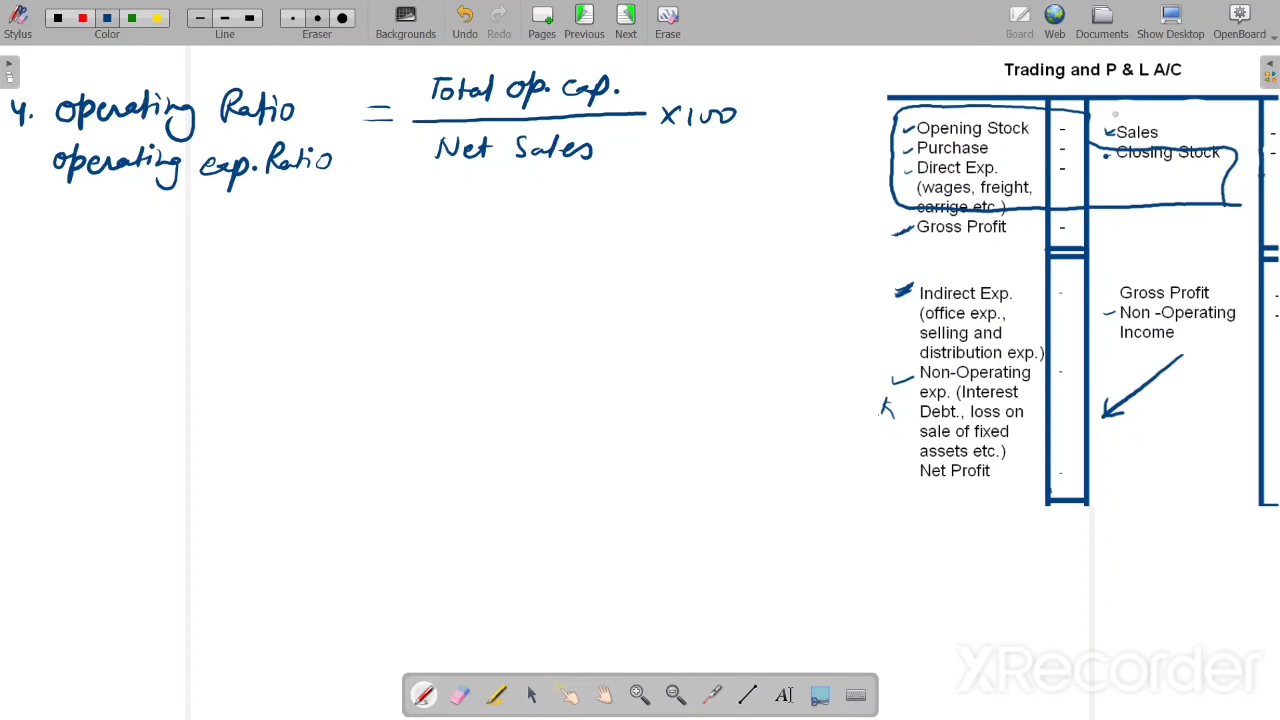 Stylus
Color
Line
Eraser
Backgrounds
Undo
Redo
Pages
Previous
Next
Erase
Board
Web
Documents
Show Desktop
OpenBoard
4. operating Ratio = Total op. exp. / Net Sales × 100
operating exp. Ratio
Trading and P & L A/C
Opening Stock - Sales -
Purchase - Closing Stock -
Direct Exp. -
(wages, freight,
carrige etc.)
Gross Profit -
Indirect Exp. - Gross Profit -
(office exp., Non -Operating -
selling and Income
distribution exp.)
Non-Operating -
exp. (Interest
Debt., loss on
sale of fixed
assets etc.)
Net Profit -
XRecorder